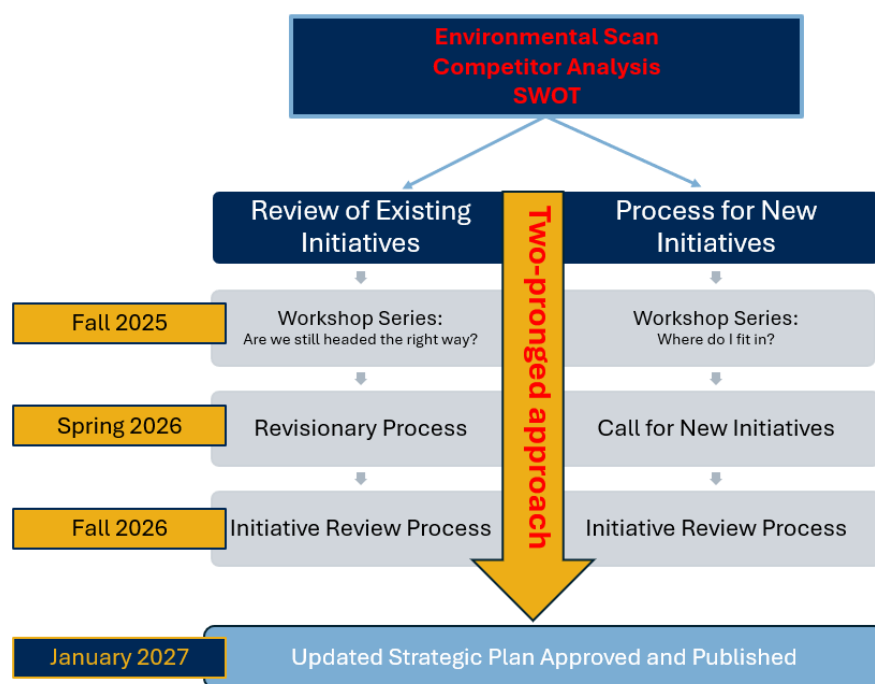 Environmental Scan
Competitor Analysis
SWOT
Review of Existing
Initiatives
Process for New
Initiatives
Two-pronged approach
Fall 2025
Workshop Series:
Are we still headed the right way?
Workshop Series:
Where do I fit in?
Spring 2026
Revisionary Process
Call for New Initiatives
Fall 2026
Initiative Review Process
Initiative Review Process
January 2027
Updated Strategic Plan Approved and Published